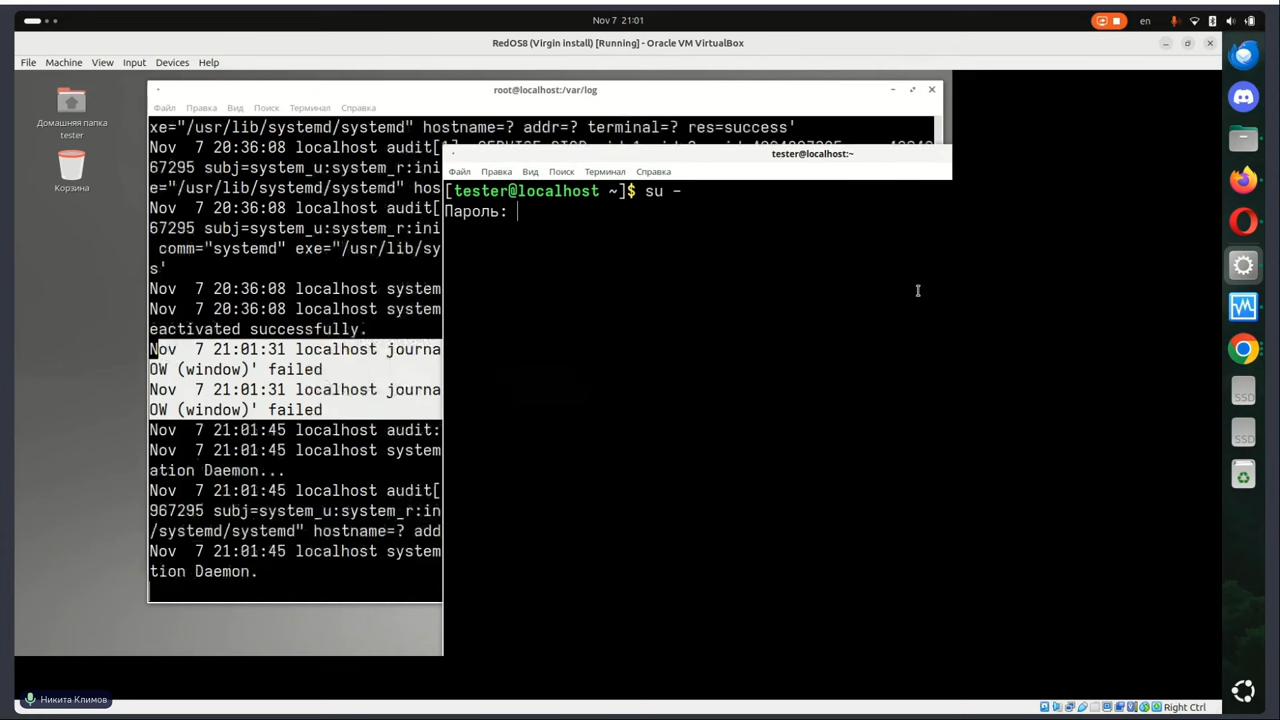 Nov 7 21:01
en
RedOS8 (Virgin install) [Running] - Oracle VM VirtualBox
File Machine View Input Devices Help
Домашняя папка
tester
Корзина
root@localhost:/var/log
Файл Правка Вид Поиск Терминал Справка
xe="/usr/lib/systemd/systemd" hostname=? addr=? terminal=? res=success'
Nov  7 20:36:08 localhost audit[
67295 subj=system_u:system_r:ini
e="/usr/lib/systemd/systemd" hos
Nov  7 20:36:08 localhost audit[
67295 subj=system_u:system_r:ini
comm="systemd" exe="/usr/lib/sy
s'
Nov  7 20:36:08 localhost system
Nov  7 20:36:08 localhost system
eactivated successfully.
Nov  7 21:01:31 localhost journa
OW (window)' failed
Nov  7 21:01:31 localhost journa
OW (window)' failed
Nov  7 21:01:45 localhost audit:
Nov  7 21:01:45 localhost system
ation Daemon...
Nov  7 21:01:45 localhost audit[
967295 subj=system_u:system_r:in
/systemd/systemd" hostname=? add
Nov  7 21:01:45 localhost system
tion Daemon.
tester@localhost:~
Файл Правка Вид Поиск Терминал Справка
[tester@localhost ~]$ su -
Пароль:
SSD
SSD
Никита Климов
Right Ctrl